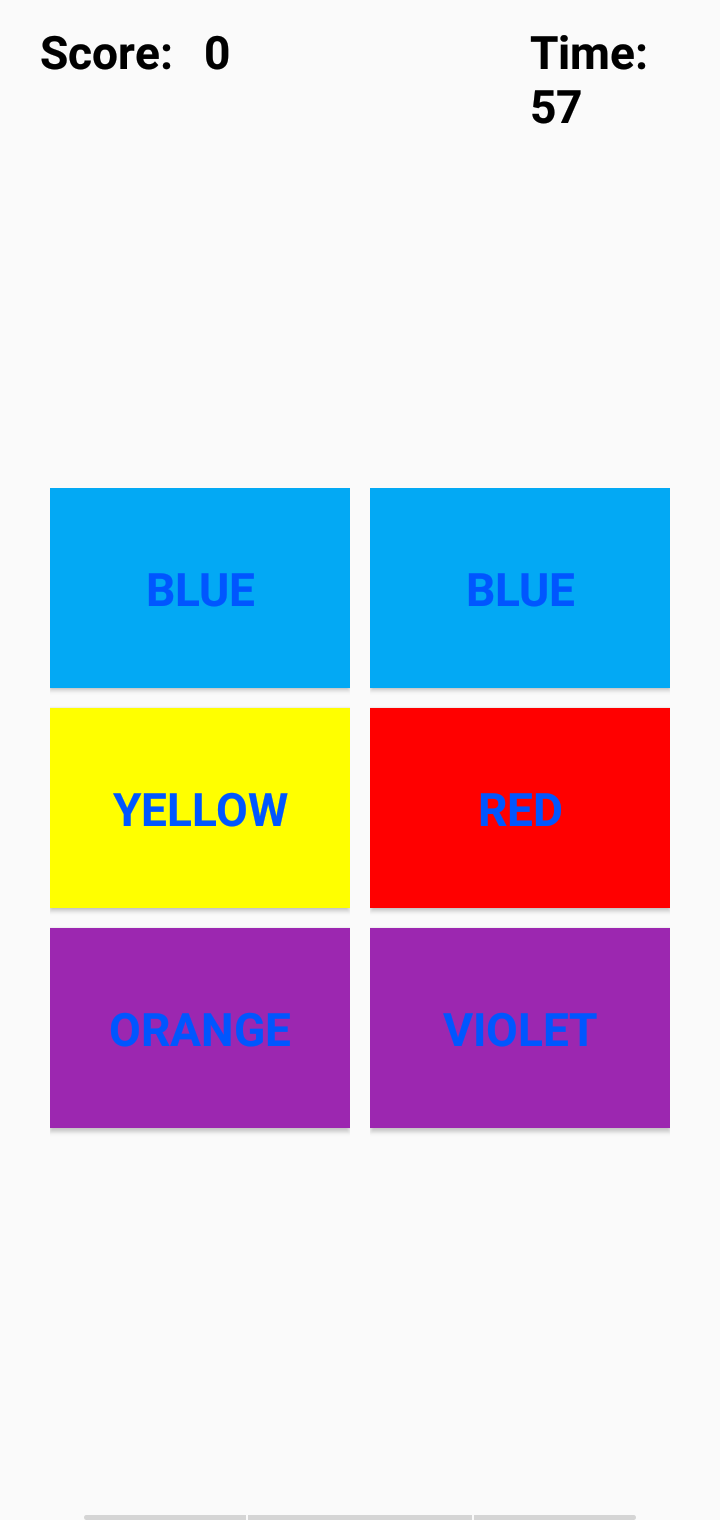 Score: 0
Time:
57
BLUE
BLUE
YELLOW
RED
ORANGE
VIOLET